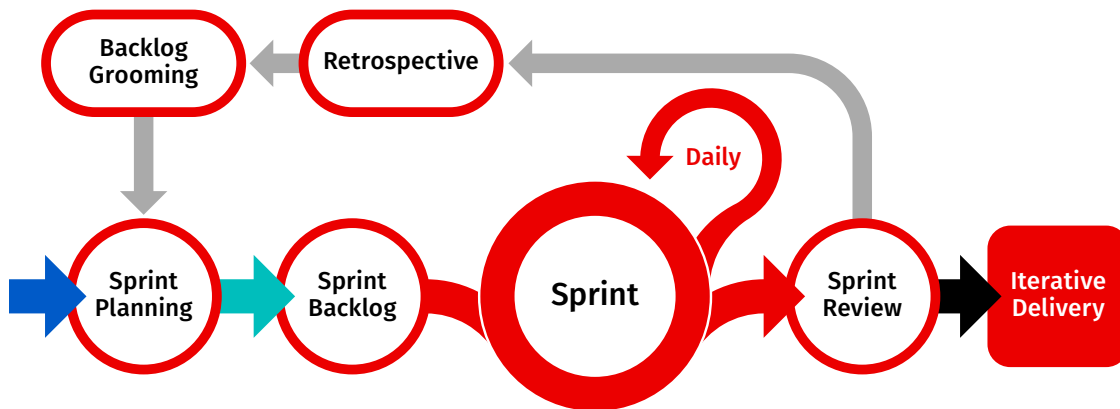 Backlog
Grooming
Retrospective
Daily
Sprint
Planning
Sprint
Backlog
Sprint
Sprint
Review
Iterative
Delivery